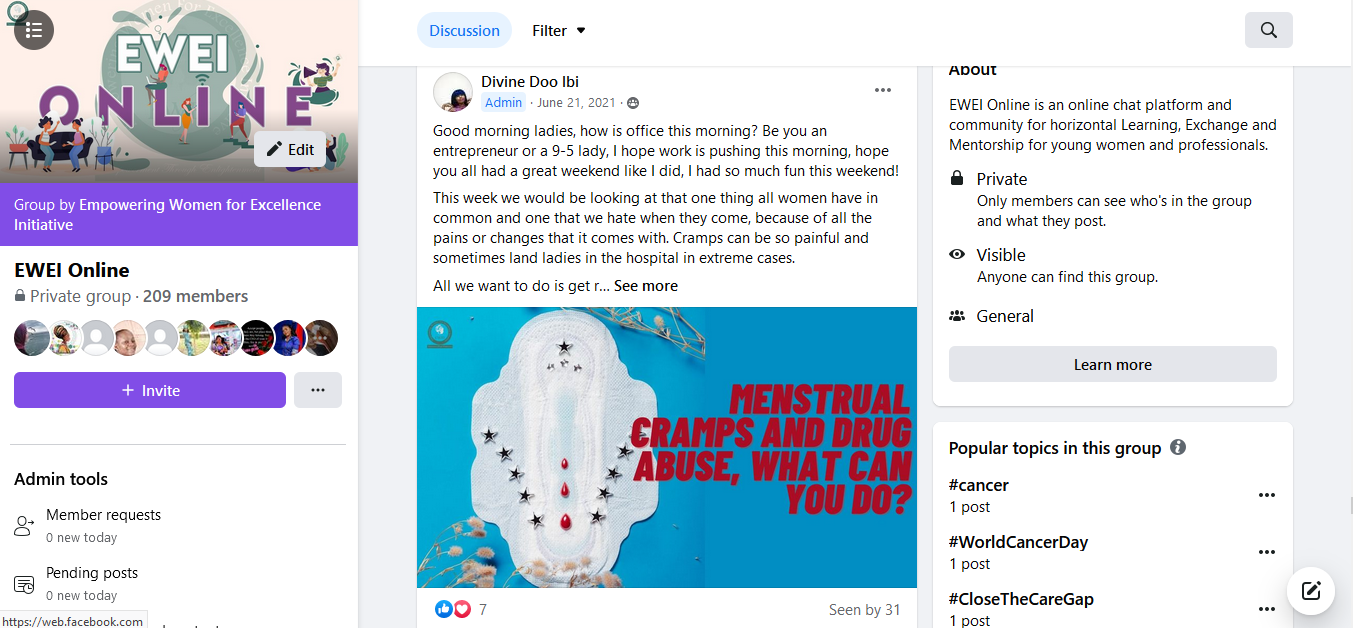 EWEI
ONLINE
Edit
Group by Empowering Women for Excellence
Initiative
EWEI Online
Private group · 209 members
+ Invite
Admin tools
Member requests
0 new today
Pending posts
0 new today
https://web.facebook.com
Discussion
Filter
Divine Doo Ibi
Admin · June 21, 2021 ·
Good morning ladies, how is office this morning? Be you an
entrepreneur or a 9-5 lady, I hope work is pushing this morning, hope
you all had a great weekend like I did, I had so much fun this weekend!
This week we would be looking at that one thing all women have in
common and one that we hate when they come, because of all the
pains or changes that it comes with. Cramps can be so painful and
sometimes land ladies in the hospital in extreme cases.
All we want to do is get r... See more
MENSTRUAL
CRAMPS AND DRUG
ABUSE, WHAT CAN
YOU DO?
7
Seen by 31
About
EWEI Online is an online chat platform and
community for horizontal Learning, Exchange and
Mentorship for young women and professionals.
Private
Only members can see who's in the group
and what they post.
Visible
Anyone can find this group.
General
Learn more
Popular topics in this group
#cancer
1 post
#WorldCancerDay
1 post
#CloseTheCareGap
1 post